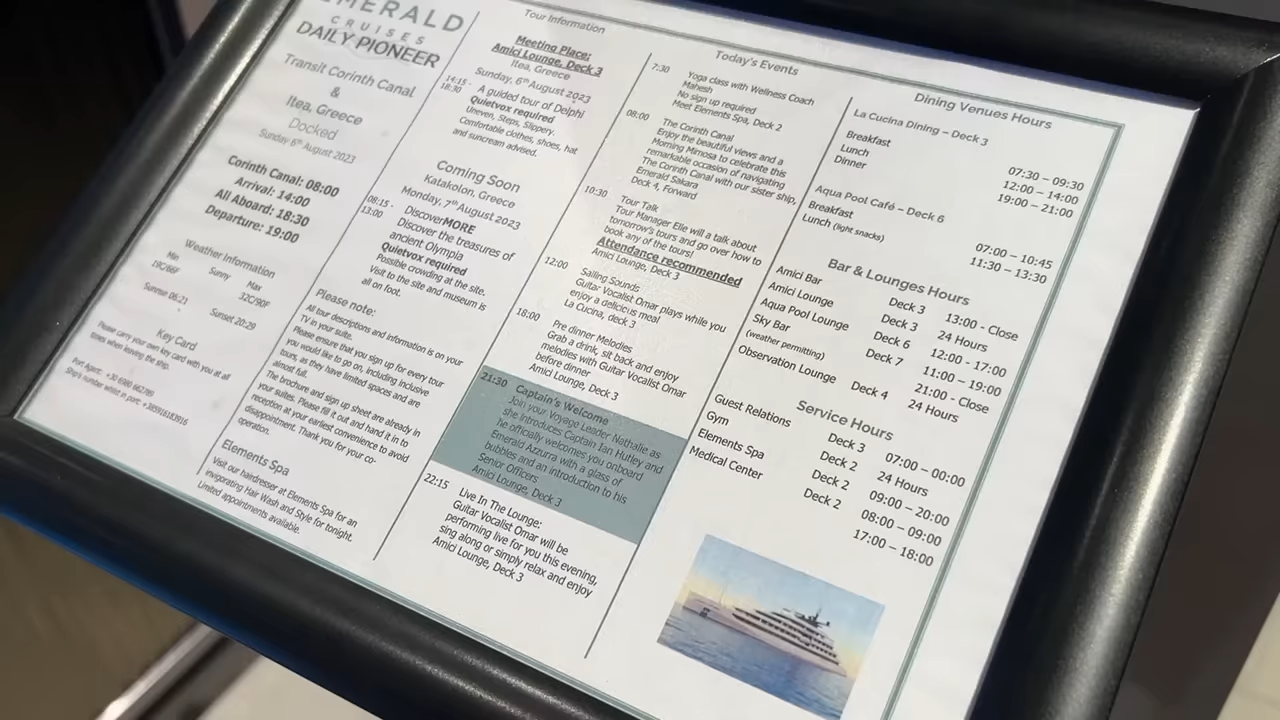 EMERALD
CRUISES
DAILY PIONEER
Transit Corinth Canal
&
Itea, Greece
Docked
Sunday 6th August 2023
Corinth Canal: 08:00
Arrival: 14:00
All Aboard: 18:30
Departure: 19:00
Weather Information
Min Sunny Max
19C/66F 32C/90F
Sunrise 06:21 Sunset 20:29
Key Card
Please carry your own key card with you at all
times when leaving the ship.
Port Agent: +30 6980 662769
Ship's number whilst in port: +385916183916
Tour Information
Meeting Place:
Amici Lounge, Deck 3
Itea, Greece
Sunday, 6th August 2023
14:15 -
18:30
A guided tour of Delphi
Quietvox required
Uneven, Steps, Slippery.
Comfortable clothes, shoes, hat
and suncream advised.
Coming Soon
Katakolon, Greece
Monday, 7th August 2023
08:15 -
13:00
DiscoverMORE
Discover the treasures of
ancient Olympia
Quietvox required
Possible crowding at the site.
Visit to the site and museum is
all on foot.
Please note:
All tour descriptions and information is on your
TV in your suite.
Please ensure that you sign up for every tour
you would like to go on, including inclusive
tours, as they have limited spaces and are
almost full.
The brochure and sign up sheet are already in
your suites. Please fill it out and hand it in to
reception at your earliest convenience to avoid
disappointment. Thank you for your co-
operation.
Elements Spa
Visit our hairdresser at Elements Spa for an
invigorating Hair Wash and Style for tonight.
Limited appointments available.
Today's Events
7:30 Yoga class with Wellness Coach
Mahesh
No sign up required
Meet Elements Spa, Deck 2
08:00 The Corinth Canal
Enjoy the beautiful views and a
Morning Mimosa to celebrate this
remarkable occasion of navigating
The Corinth Canal with our sister ship,
Emerald Sakara
Deck 4, Forward
10:30 Tour Talk
Tour Manager Elle will a talk about
tomorrow's tours and go over how to
book any of the tours!
Attendance recommended
Amici Lounge, Deck 3
12:00 Sailing Sounds
Guitar Vocalist Omar plays while you
enjoy a delicious meal
La Cucina, deck 3
18:00 Pre dinner Melodies
Grab a drink, sit back and enjoy
melodies with Guitar Vocalist Omar
before dinner
Amici Lounge, Deck 3
21:30 Captain's Welcome
Join your Voyage Leader Nathalie as
she introduces Captain Ian Hutley and
he officially welcomes you onboard
Emerald Azzurra with a glass of
bubbles and an introduction to his
Senior Officers
Amici Lounge, Deck 3
22:15 Live In The Lounge:
Guitar Vocalist Omar will be
performing live for you this evening,
sing along or simply relax and enjoy
Amici Lounge, Deck 3
Dining Venues Hours
La Cucina Dining – Deck 3
Breakfast 07:30 – 09:30
Lunch 12:00 – 14:00
Dinner 19:00 – 21:00
Aqua Pool Café – Deck 6
Breakfast 07:00 – 10:45
Lunch (light snacks) 11:30 – 13:30
Bar & Lounges Hours
Amici Bar Deck 3 13:00 - Close
Amici Lounge Deck 3 24 Hours
Aqua Pool Lounge Deck 6 12:00 - 17:00
Sky Bar Deck 7 11:00 – 19:00
(weather permitting) 21:00 - Close
Observation Lounge Deck 4 24 Hours
Service Hours
Guest Relations Deck 3 07:00 – 00:00
Gym Deck 2 24 Hours
Elements Spa Deck 2 09:00 – 20:00
Medical Center Deck 2 08:00 – 09:00
17:00 – 18:00